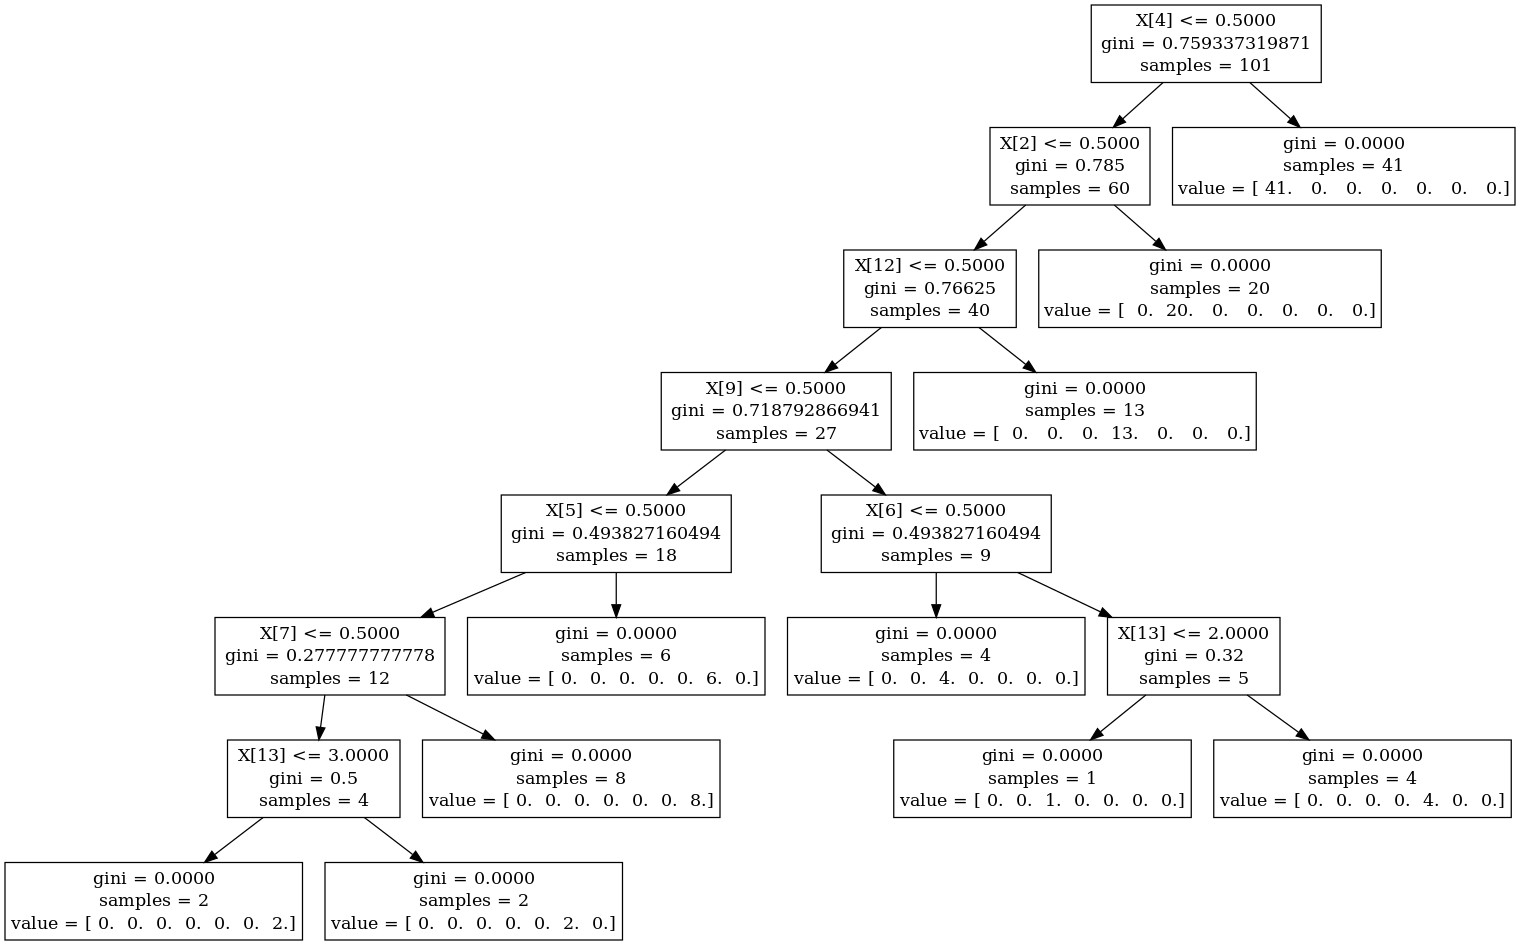 X[4] <= 0.5000
gini = 0.759337319871
samples = 101
X[2] <= 0.5000
gini = 0.785
samples = 60
gini = 0.0000
samples = 41
value = [ 41. 0. 0. 0. 0. 0. 0.]
X[12] <= 0.5000
gini = 0.76625
samples = 40
gini = 0.0000
samples = 20
value = [ 0. 20. 0. 0. 0. 0. 0.]
X[9] <= 0.5000
gini = 0.718792866941
samples = 27
gini = 0.0000
samples = 13
value = [ 0. 0. 0. 13. 0. 0. 0.]
X[5] <= 0.5000
gini = 0.493827160494
samples = 18
X[6] <= 0.5000
gini = 0.493827160494
samples = 9
X[7] <= 0.5000
gini = 0.277777777778
samples = 12
gini = 0.0000
samples = 6
value = [ 0. 0. 0. 0. 0. 6. 0.]
gini = 0.0000
samples = 4
value = [ 0. 0. 4. 0. 0. 0. 0.]
X[13] <= 2.0000
gini = 0.32
samples = 5
X[13] <= 3.0000
gini = 0.5
samples = 4
gini = 0.0000
samples = 8
value = [ 0. 0. 0. 0. 0. 0. 8.]
gini = 0.0000
samples = 1
value = [ 0. 0. 1. 0. 0. 0. 0.]
gini = 0.0000
samples = 4
value = [ 0. 0. 0. 0. 4. 0. 0.]
gini = 0.0000
samples = 2
value = [ 0. 0. 0. 0. 0. 0. 2.]
gini = 0.0000
samples = 2
value = [ 0. 0. 0. 0. 0. 2. 0.]